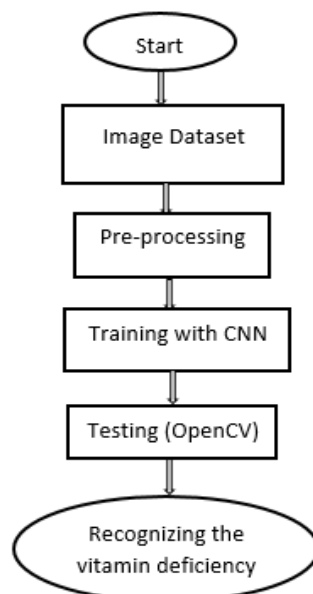 Start
Image Dataset
Pre-processing
Training with CNN
Testing (OpenCV)
Recognizing the
vitamin deficiency